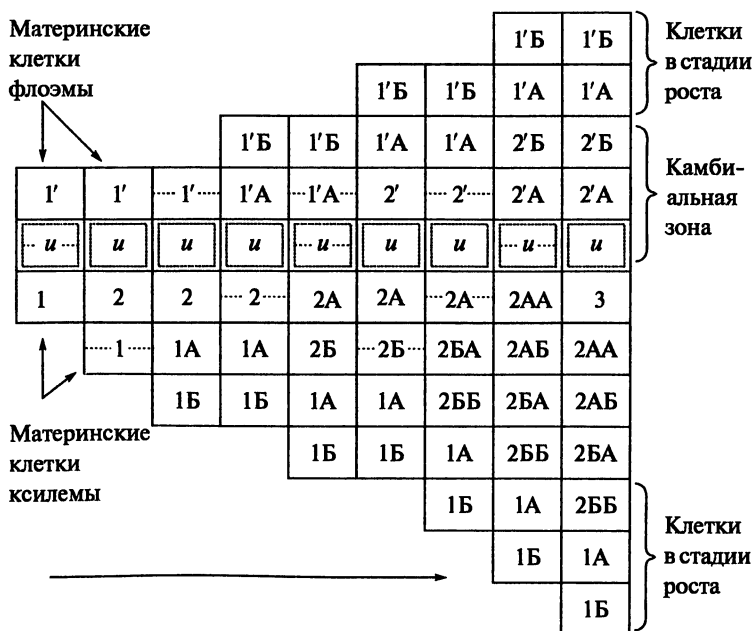 Материнские
клетки
флоэмы
1′Б 1′Б
1′Б 1′Б 1′А 1′А
1′Б 1′Б 1′А 1′А 2′Б 2′Б
1′ 1′ 1′ 1′А 1′А 2′ 2′ 2′А 2′А
и и и и и и и и и
1 2 2 2 2А 2А 2А 2АА 3
1 1А 1А 2Б 2Б 2БА 2АБ 2АА
1Б 1Б 1А 1А 2ББ 2БА 2АБ
1Б 1Б 1А 2ББ 2БА
1Б 1А 2ББ
1Б 1А
1Б
Клетки
в стадии
роста
Камби-
альная
зона
Материнские
клетки
ксилемы
Клетки
в стадии
роста